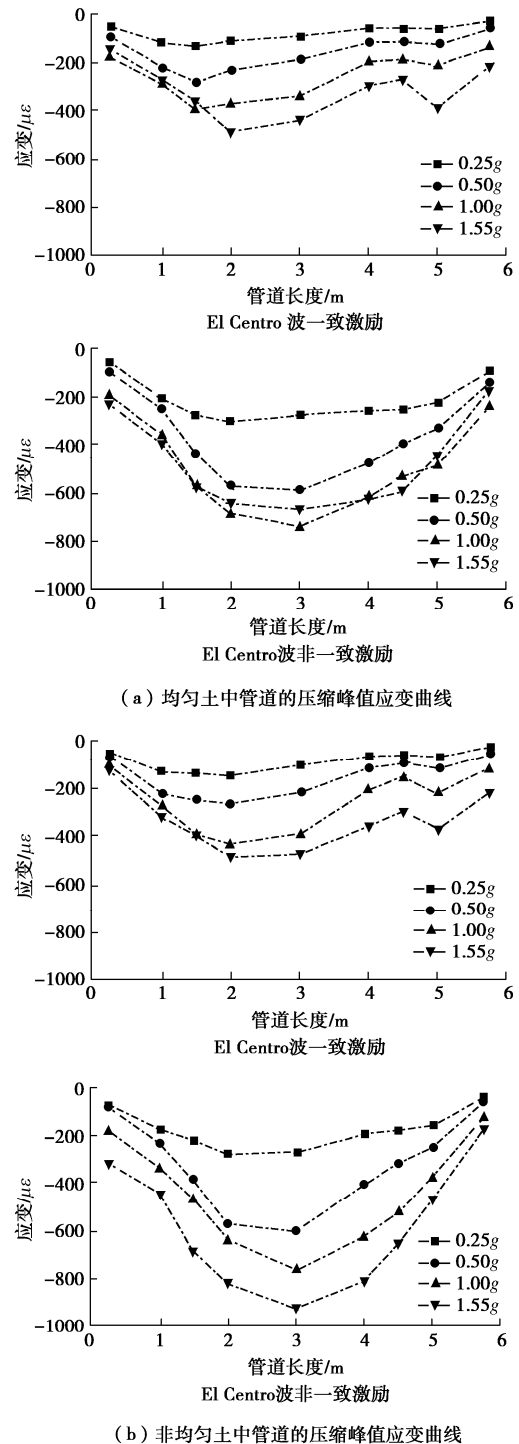 0
−200
−400
−600
−800
−1000
应变/με
0.25g
0.50g
1.00g
1.55g
0 1 2 3 4 5 6
管道长度/m
El Centro 波一致激励
0
−200
−400
−600
−800
−1000
应变/με
0.25g
0.50g
1.00g
1.55g
0 1 2 3 4 5 6
管道长度/m
El Centro波非一致激励
（a）均匀土中管道的压缩峰值应变曲线
0
−200
−400
−600
−800
−1000
应变/με
0.25g
0.50g
1.00g
1.55g
0 1 2 3 4 5 6
管道长度/m
El Centro波一致激励
0
−200
−400
−600
−800
−1000
应变/με
0.25g
0.50g
1.00g
1.55g
0 1 2 3 4 5 6
管道长度/m
El Centro波非一致激励
（b）非均匀土中管道的压缩峰值应变曲线